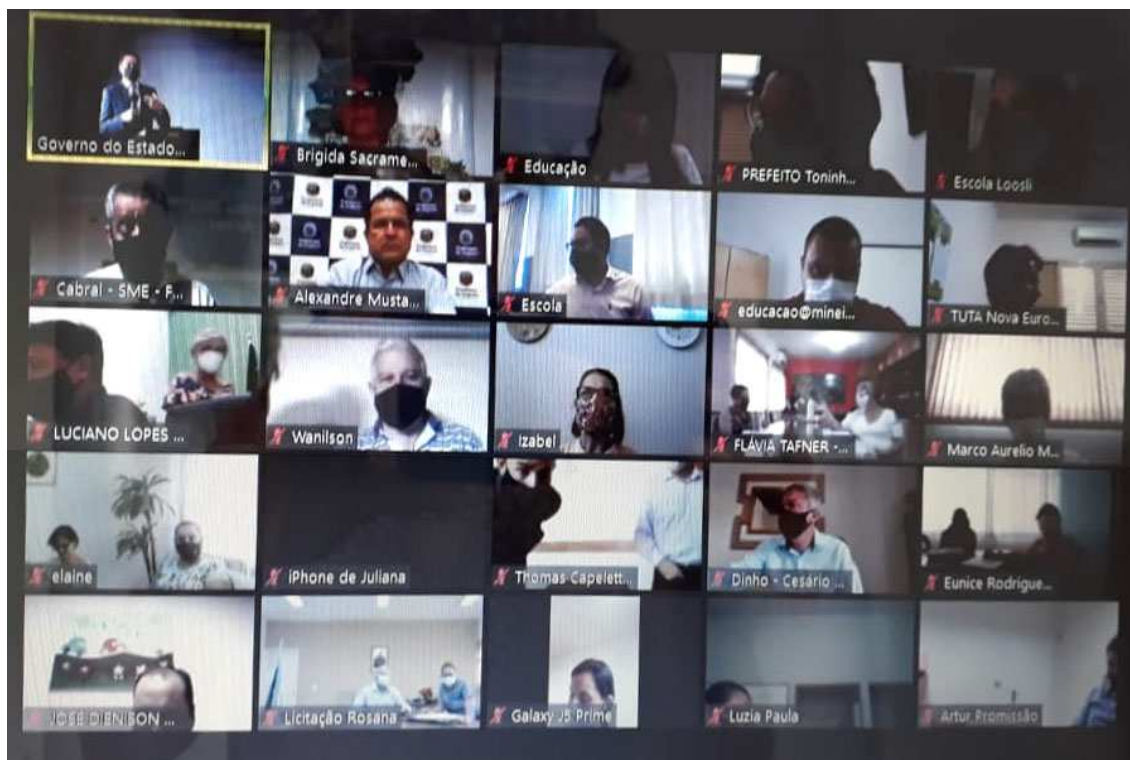 Governo do Estado...
Brigida Sacrame...
Educação
PREFEITO Toninh...
Escola Loosli
Cabral - SME - F...
Alexandre Musta...
Escola
educacao@minei...
TUTA Nova Euro...
LUCIANO LOPES ...
Wanilson
Izabel
FLÁVIA TAFNER -...
Marco Aurelio M...
elaine
iPhone de Juliana
Thomas Capelett...
Dinho - Cesário ...
Eunice Rodrigue...
JOSÉ DIENISON ...
Licitação Rosana
Galaxy J5 Prime
Luzia Paula
Artur Promissão